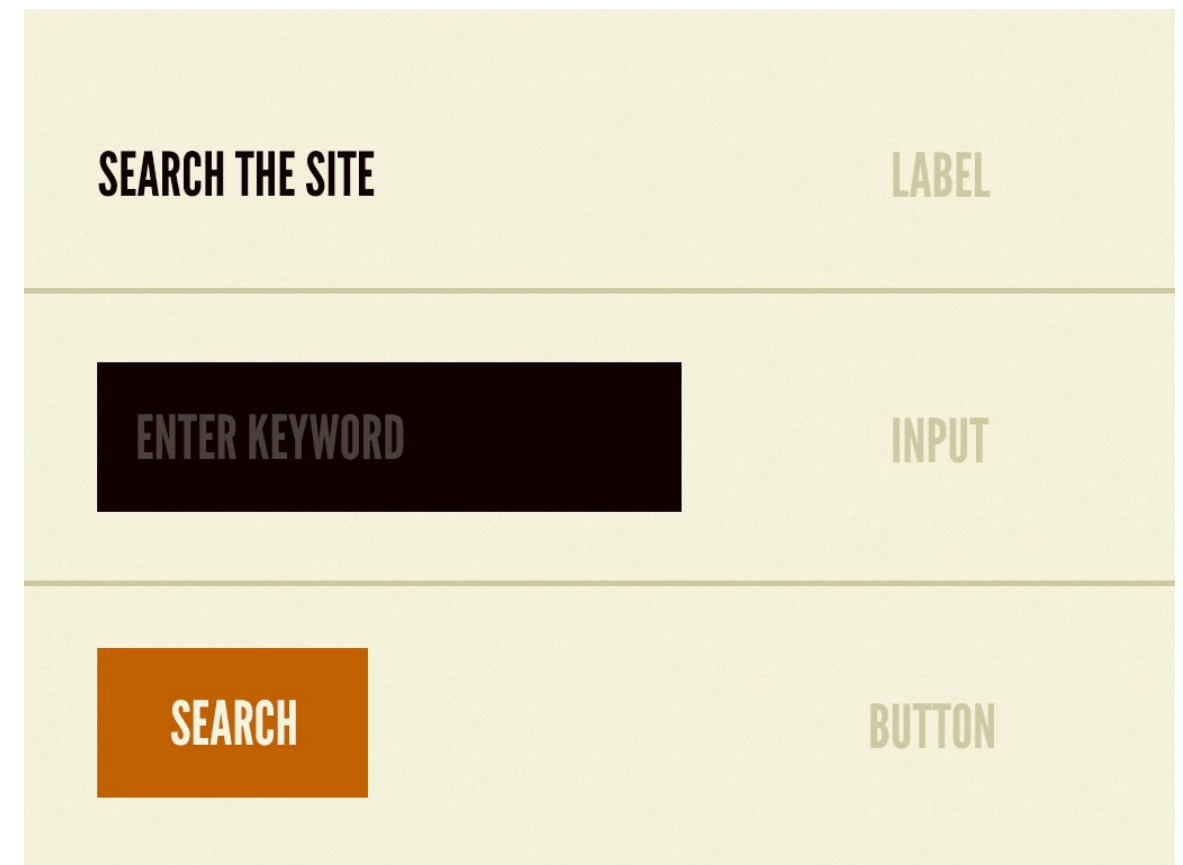 SEARCH THE SITE
LABEL
ENTER KEYWORD
INPUT
SEARCH
BUTTON